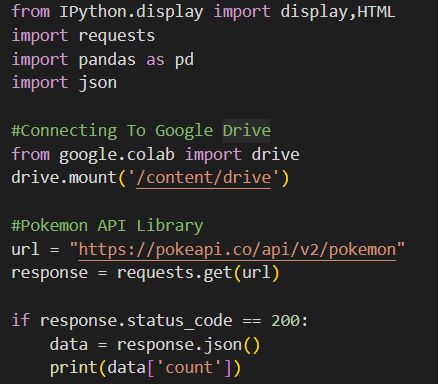 from IPython.display import display,HTML
import requests
import pandas as pd
import json
#Connecting To Google Drive
from google.colab import drive
drive.mount('/content/drive')
#Pokemon API Library
url = "https://pokeapi.co/api/v2/pokemon"
response = requests.get(url)
if response.status_code == 200:
    data = response.json()
    print(data['count'])